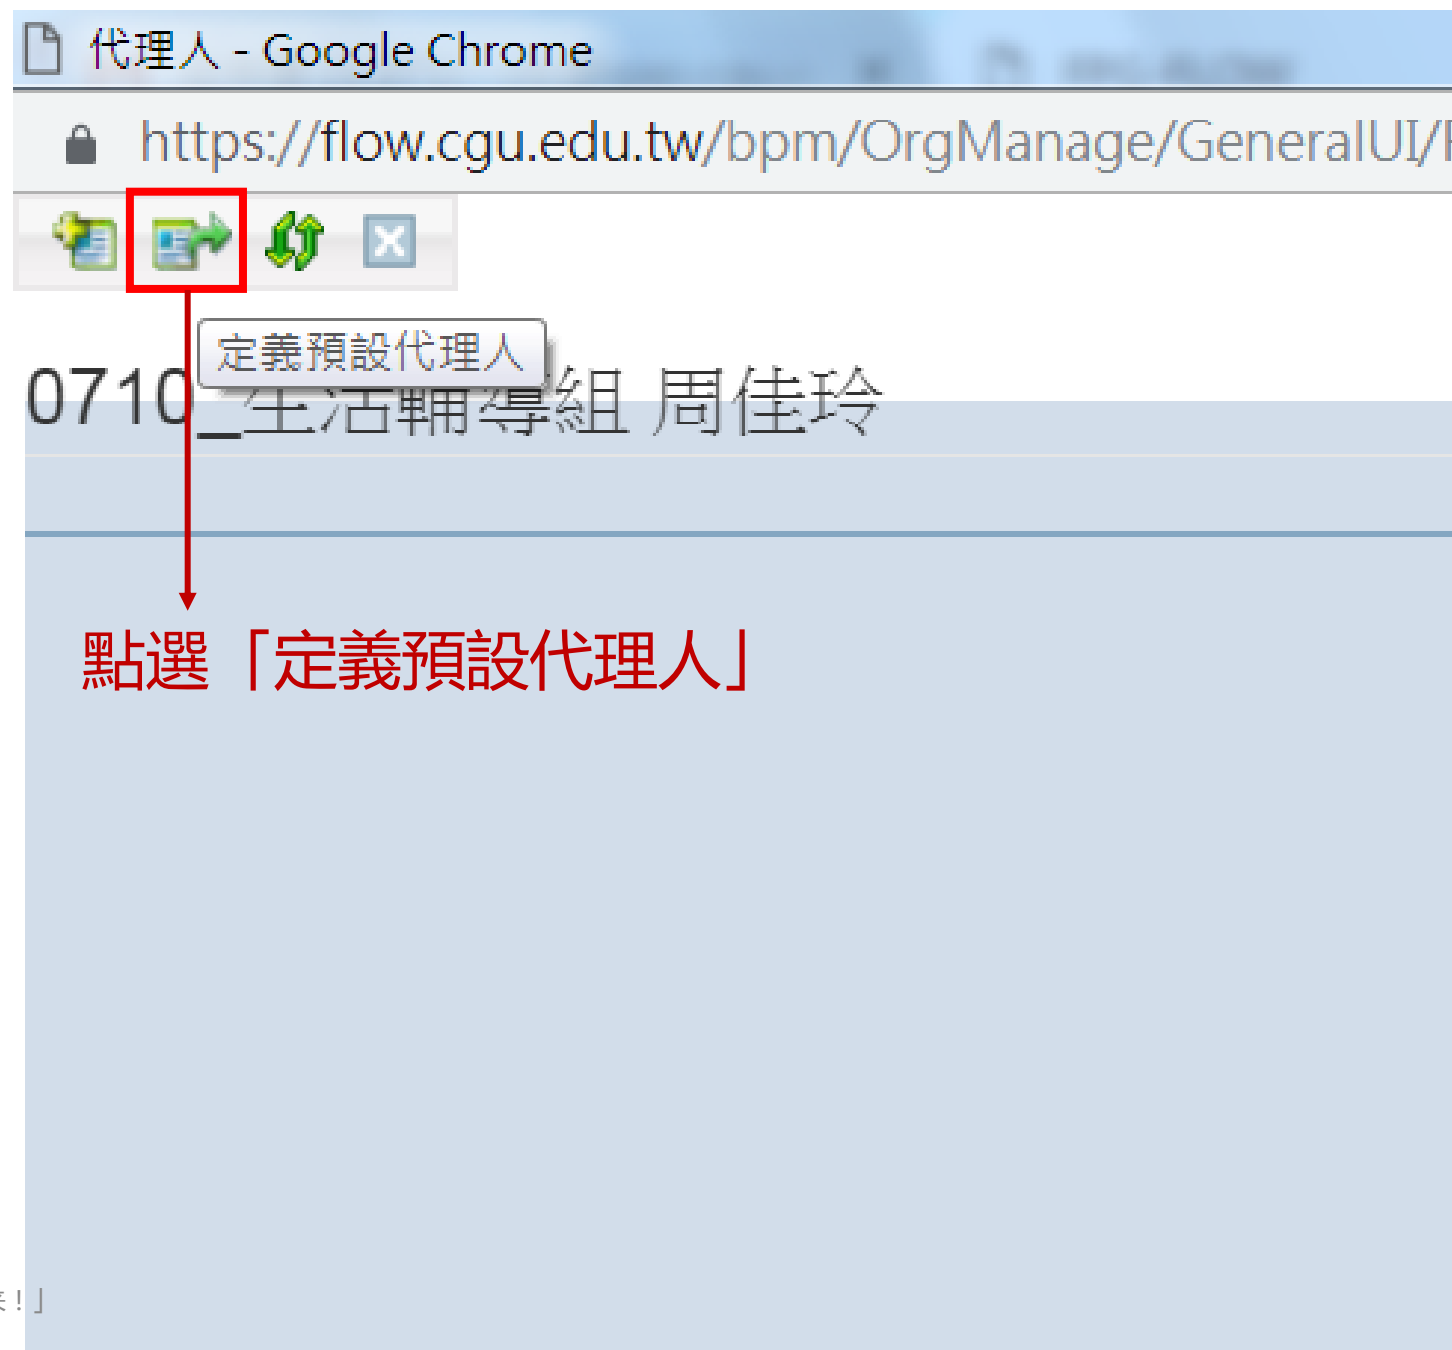 代理人 - Google Chrome
https://flow.cgu.edu.tw/bpm/OrgManage/GeneralUI/
定義預設代理人
0710_生活輔導組 周佳玲
點選「定義預設代理人」
！」